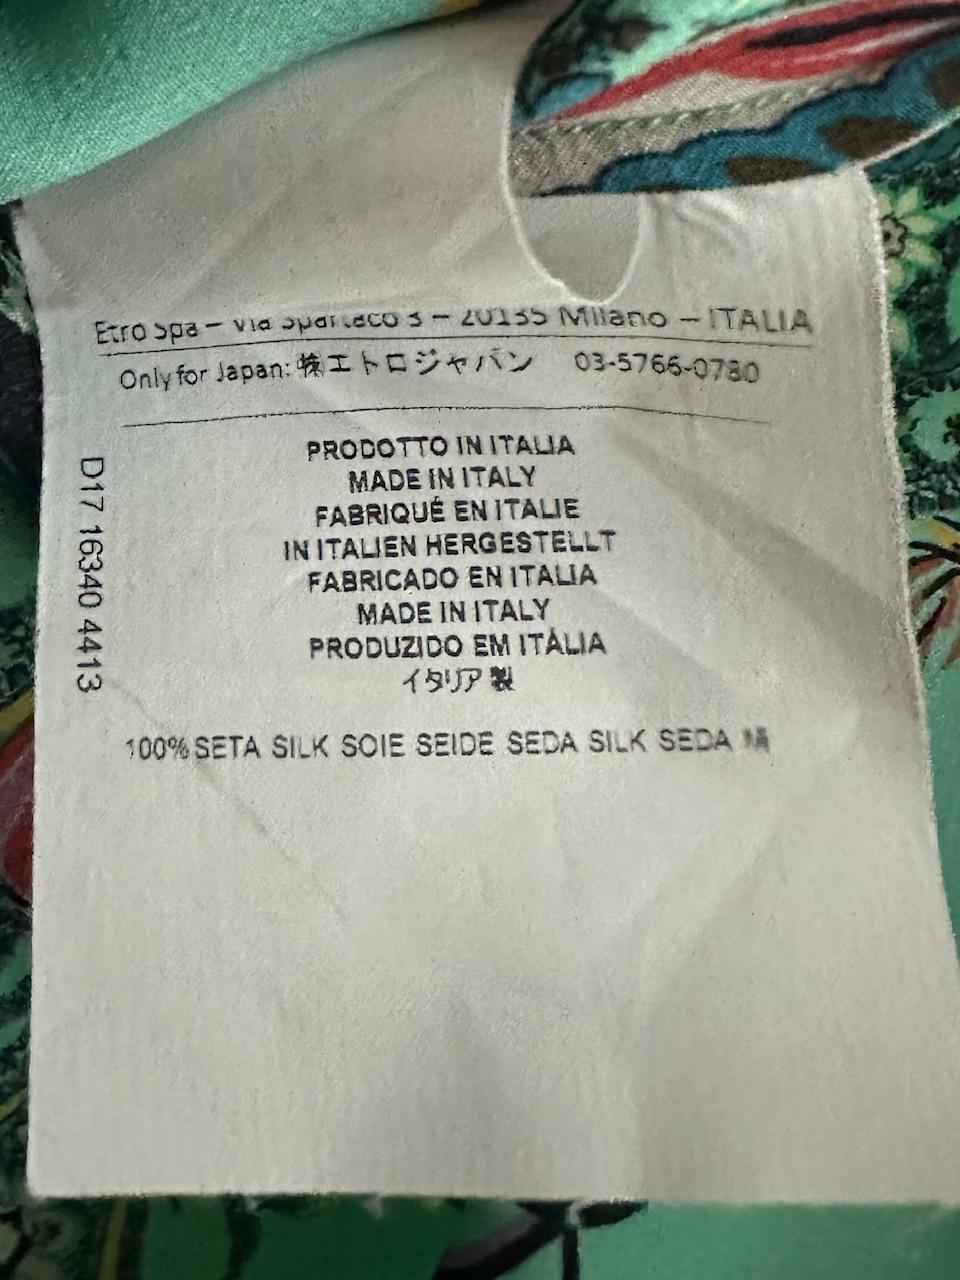 Etro Spa – Via Spartaco 3 – 20135 Milano – ITALIA
Only for Japan: ㈱エトロジャパン 03-5766-0780
PRODOTTO IN ITALIA
MADE IN ITALY
FABRIQUÉ EN ITALIE
IN ITALIEN HERGESTELLT
FABRICADO EN ITALIA
MADE IN ITALY
PRODUZIDO EM ITÁLIA
イタリア製
D17 16340 4413
100% SETA SILK SOIE SEIDE SEDA SILK SEDA